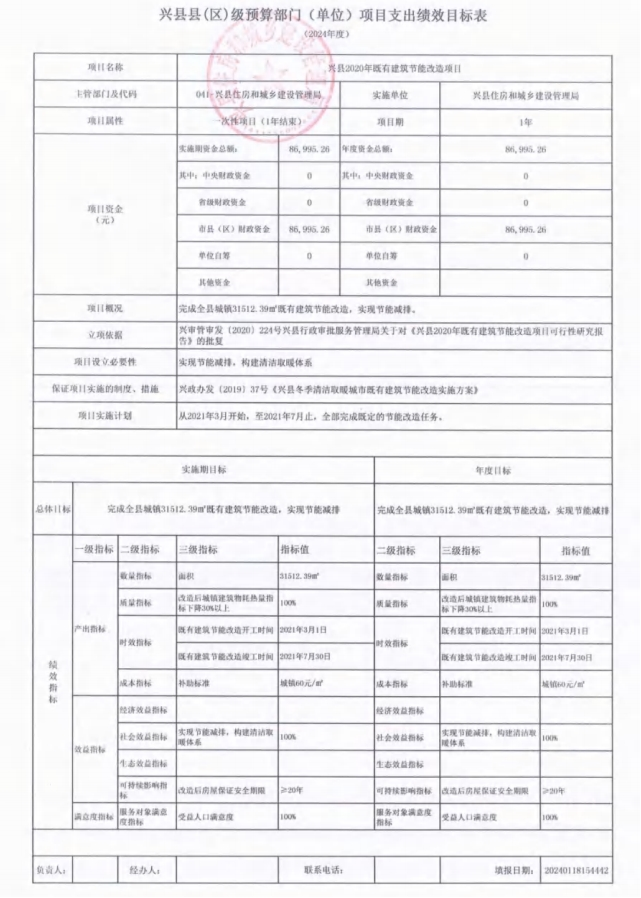 兴县县(区)级预算部门(单位)项目支出绩效目标表
(2024年度)
项目名称 兴县2020年既有建筑节能改造项目
主管部门及代码 041-兴县住房和城乡建设管理局 实施单位 兴县住房和城乡建设管理局
项目属性 一次性项目(1年结束) 项目期 1年
项目资金
(元)
实施期资金总额: 86,995.26 年度资金总额: 86,995.26
其中:中央财政资金 0 其中:中央财政资金 0
省级财政资金 0 省级财政资金 0
市县(区)财政资金 86,995.26 市县(区)财政资金 86,995.26
单位自筹 0 单位自筹 0
其他资金 其他资金
项目概况 完成全县城镇31512.39㎡既有建筑节能改造,实现节能减排。
立项依据 兴审管审发〔2020〕224号兴县行政审批服务管理局关于对《兴县2020年既有建筑节能改造项目可行性研究报
告》的批复
项目设立必要性 实现节能减排,构建清洁取暖体系
保证项目实施的制度、措施 兴政办发〔2019〕37号《兴县冬季清洁取暖城市既有建筑节能改造实施方案》
项目实施计划 从2021年3月开始,至2021年7月止,全部完成既定的节能改造任务。
实施期目标 年度目标
总体目标 完成全县城镇31512.39㎡既有建筑节能改造,实现节能减排 完成全县城镇31512.39㎡既有建筑节能改造,实现节能减排
绩效指标
一级指标 二级指标 三级指标 指标值 二级指标 三级指标 指标值
产出指标
数量指标 面积 31512.39㎡ 数量指标 面积 31512.39㎡
质量指标 改造后城镇建筑物耗热量指 100% 质量指标 改造后城镇建筑物耗热量指 100%
标下降30%以上 标下降30%以上
时效指标 既有建筑节能改造开工时间 2021年3月1日 时效指标 既有建筑节能改造开工时间 2021年3月1日
既有建筑节能改造竣工时间 2021年7月30日 既有建筑节能改造竣工时间 2021年7月30日
成本指标 补助标准 城镇60元/㎡ 成本指标 补助标准 城镇60元/㎡
效益指标
经济效益指标 经济效益指标
社会效益指标 实现节能减排,构建清洁取 100% 社会效益指标 实现节能减排,构建清洁取 100%
暖体系 暖体系
生态效益指标 生态效益指标
可持续影响指 改造后房屋保证安全期限 ≥20年 可持续影响指 改造后房屋保证安全期限 ≥20年
标 标
满意度指标 服务对象满意 受益人口满意度 100% 服务对象满意度 受益人口满意度 100%
度指标 指标
负责人: 经办人: 联系电话: 填报日期: 20240118154442